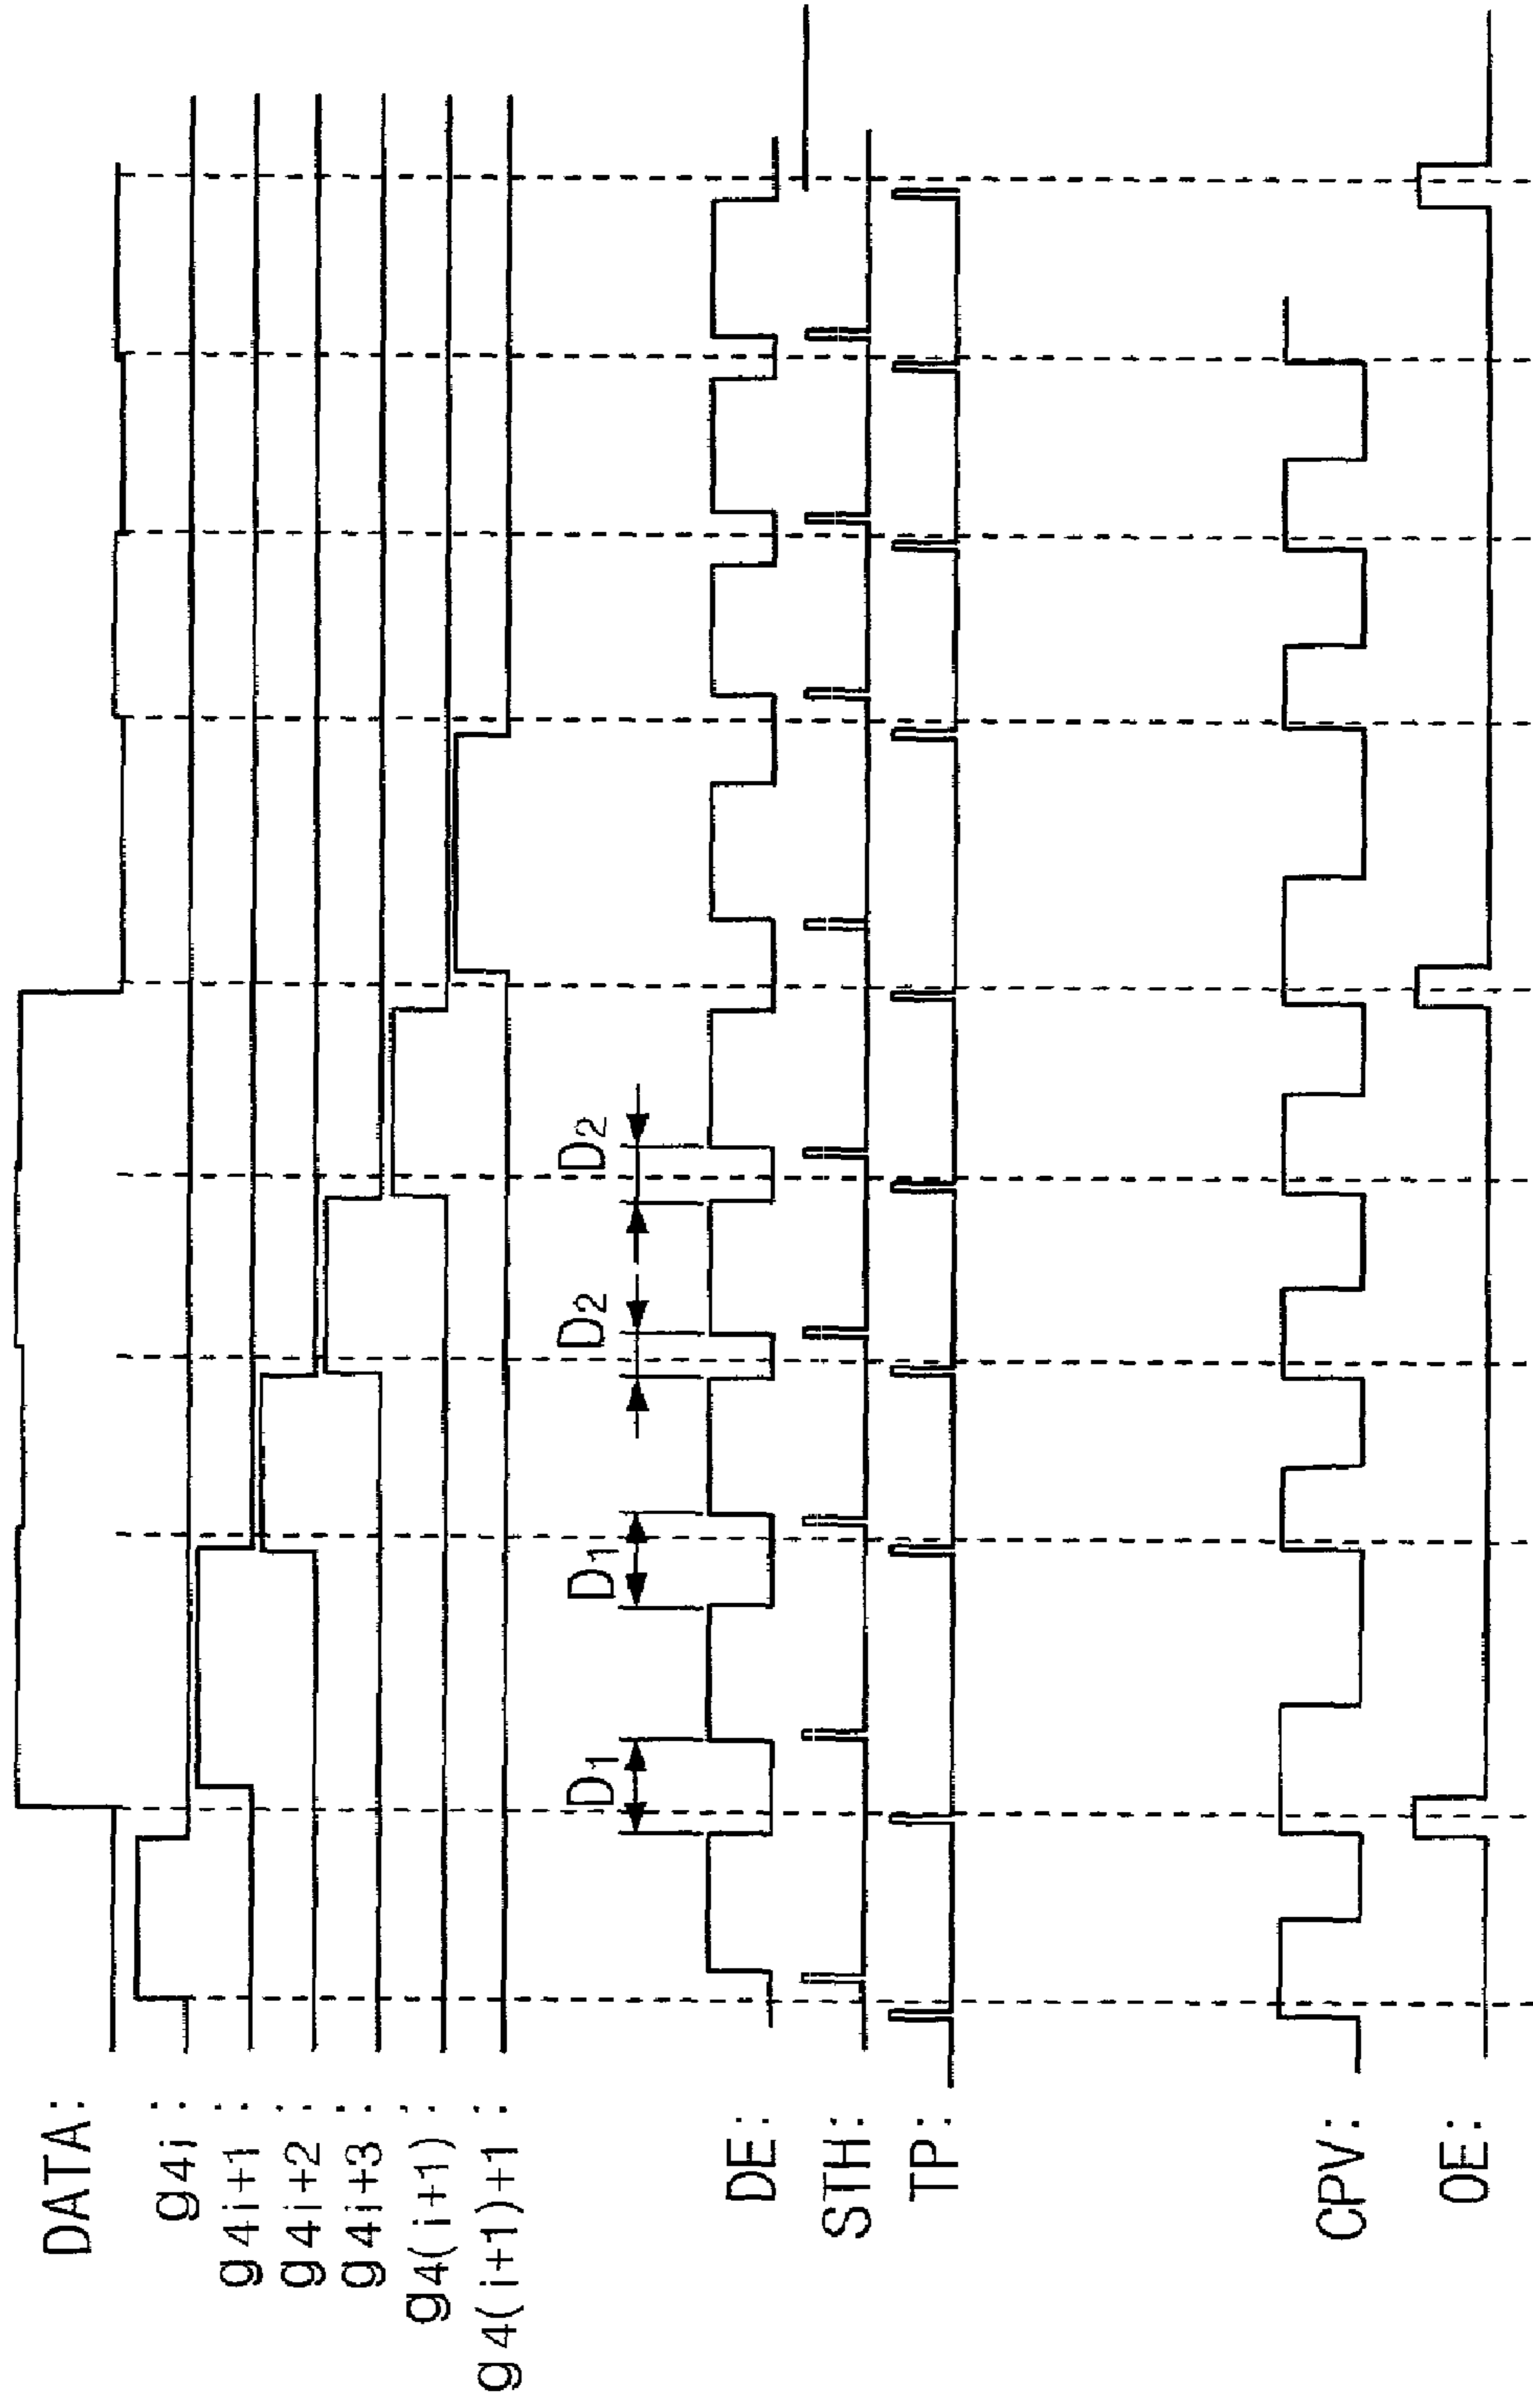 DATA:
g4i:
g4i+1:
g4i+2:
g4i+3:
g4(i+1):
g4(i+1)+1:
D1
D1
D2
D2
DE:
STH:
TP:
CPV:
OE: